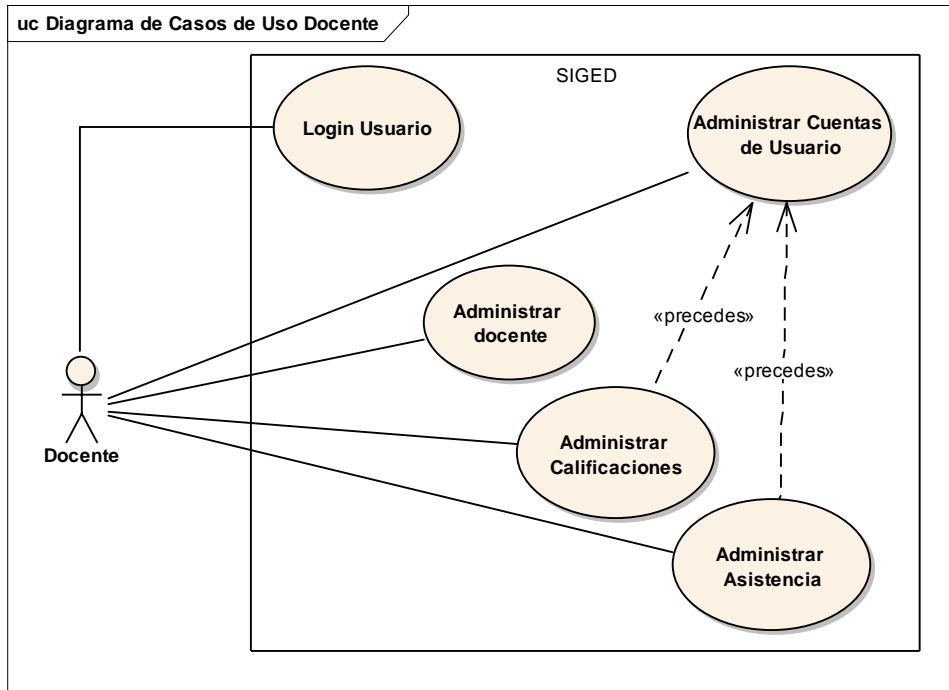 uc Diagrama de Casos de Uso Docente
SIGED
Login Usuario
Administrar Cuentas
de Usuario
Administrar
docente
«precedes»
«precedes»
Administrar
Calificaciones
Docente
Administrar
Asistencia